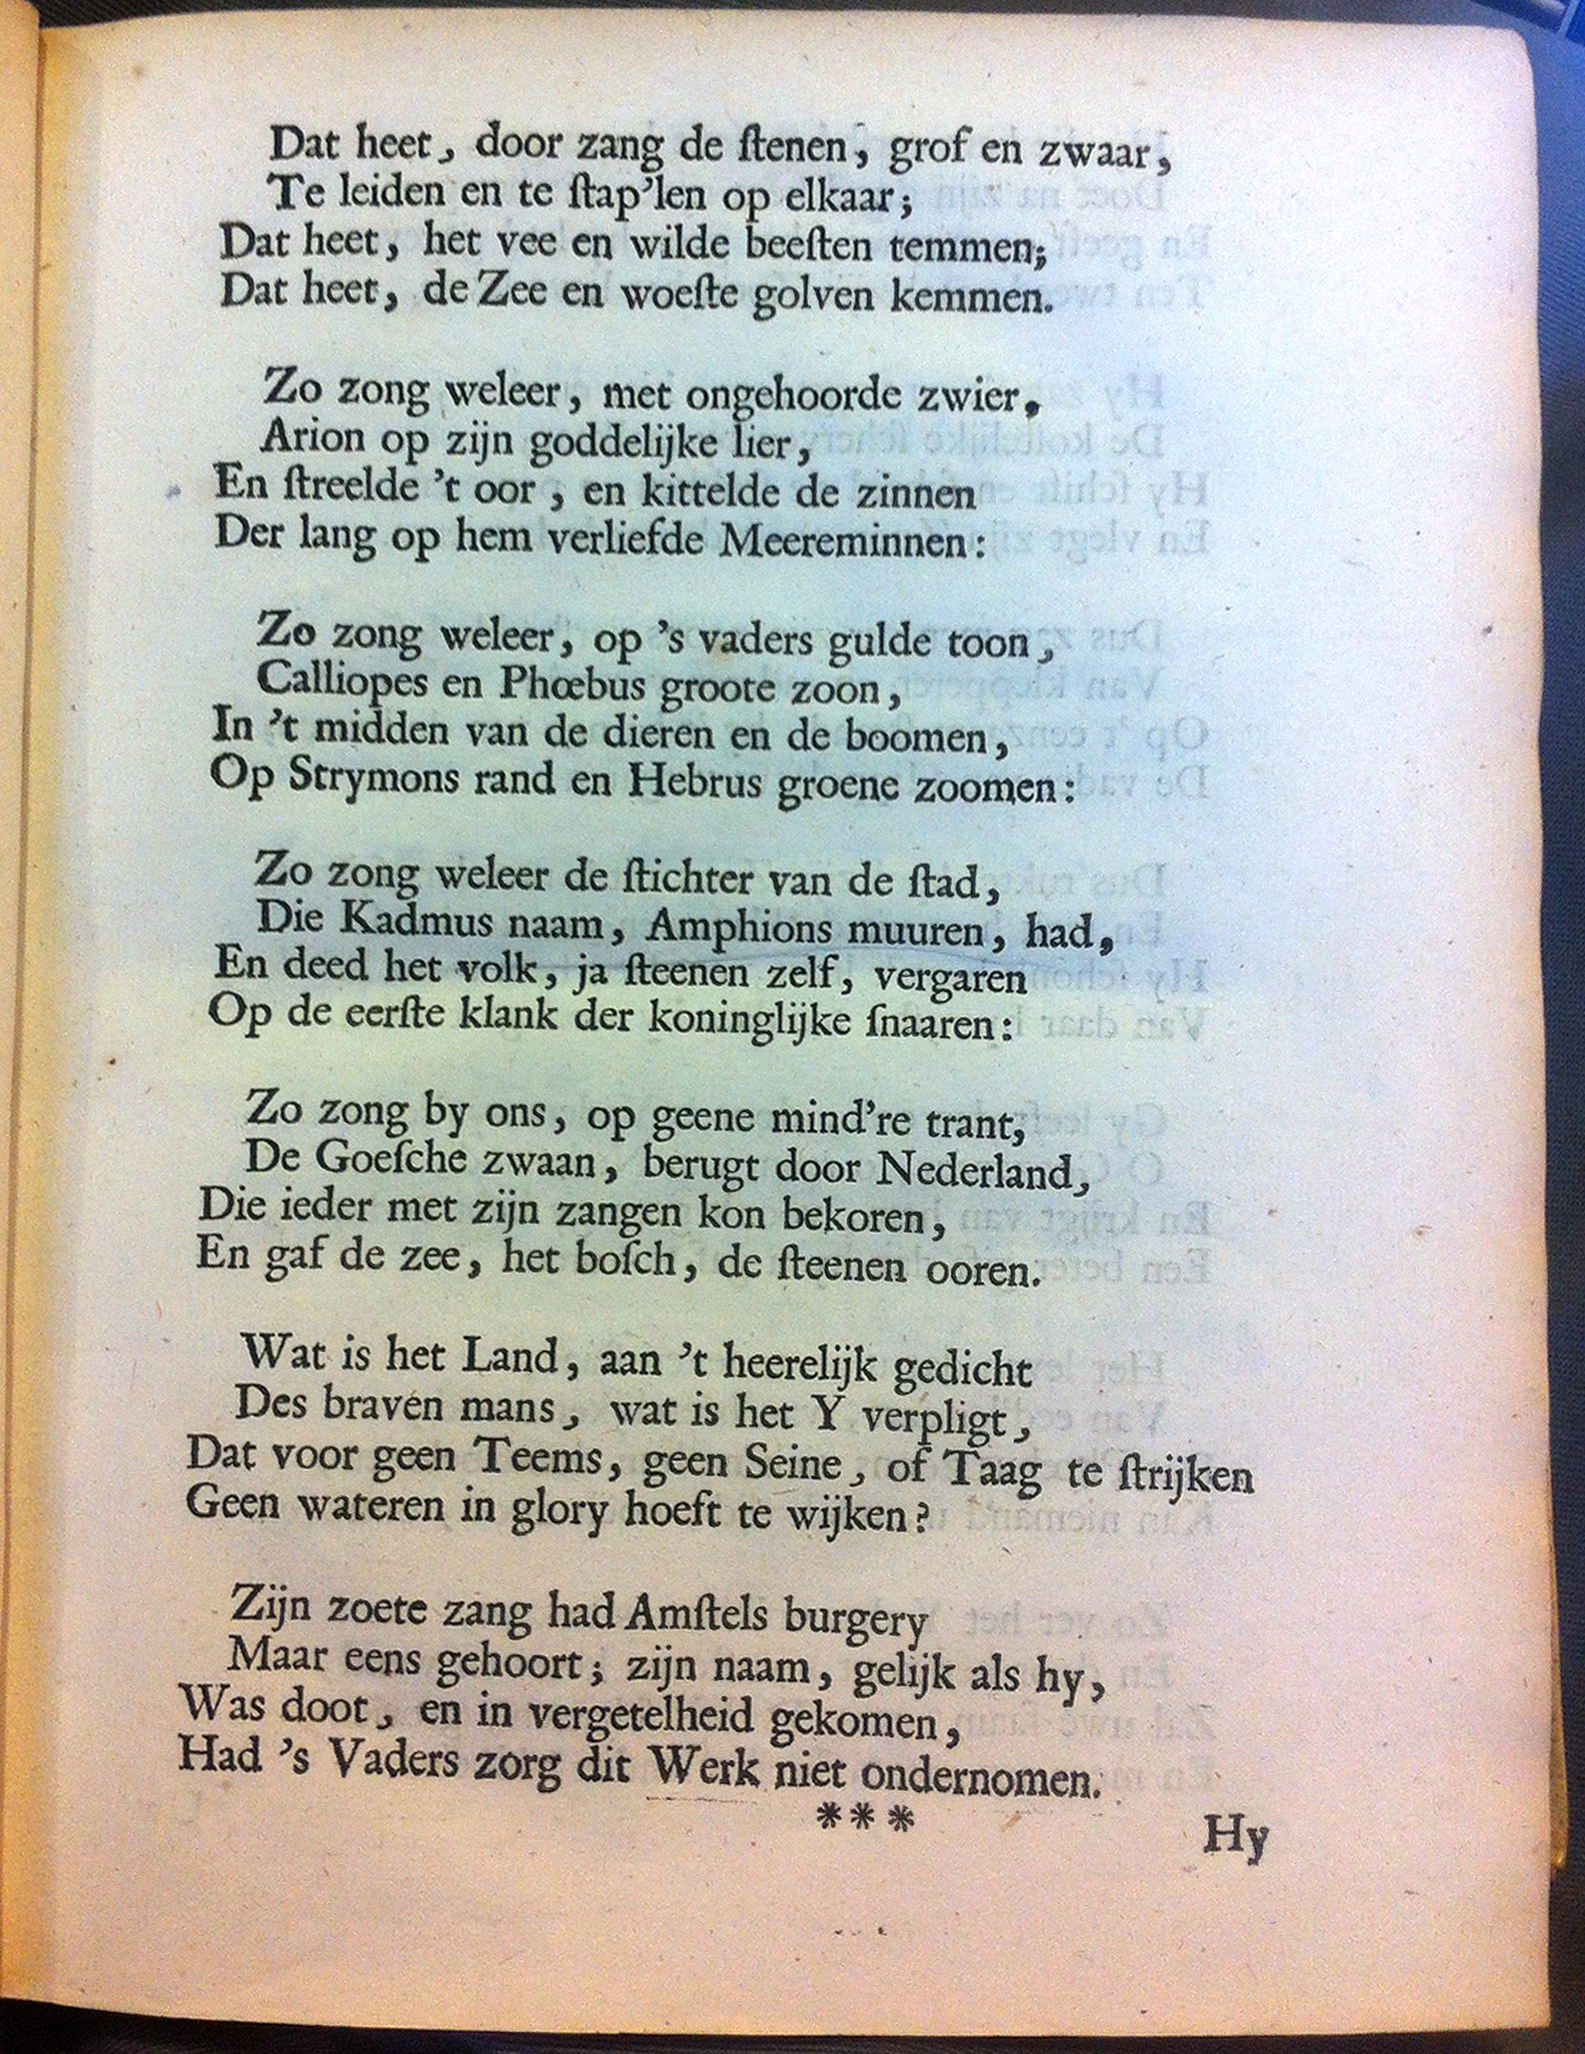 Dat heet, door zang de ſtenen, grof en zwaar,
Te leiden en te ſtap’len op elkaar;
Dat heet, het vee en wilde beeſten temmen;
Dat heet, de Zee en woeſte golven kemmen.
Zo zong weleer, met ongehoorde zwier,
Arion op zijn goddelijke lier,
En ſtreelde ’t oor, en kittelde de zinnen
Der lang op hem verliefde Meereminnen:
Zo zong weleer, op ’s vaders gulde toon,
Calliopes en Phœbus groote zoon,
In ’t midden van de dieren en de boomen,
Op Strymons rand en Hebrus groene zoomen:
Zo zong weleer de ſtichter van de ſtad,
Die Kadmus naam, Amphions muuren, had,
En deed het volk, ja ſteenen zelf, vergaren
Op de eerſte klank der koninglijke ſnaaren:
Zo zong by ons, op geene mind’re trant,
De Goeſche zwaan, berugt door Nederland,
Die ieder met zijn zangen kon bekoren,
En gaf de zee, het boſch, de ſteenen ooren.
Wat is het Land, aan ’t heerelijk gedicht
Des braven mans, wat is het Y verpligt,
Dat voor geen Teems, geen Seine, of Taag te ſtrijken
Geen wateren in glory hoeft te wijken?
Zijn zoete zang had Amſtels burgery
Maar eens gehoort; zijn naam, gelijk als hy,
Was doot, en in vergetelheid gekomen,
Had ’s Vaders zorg dit Werk niet ondernomen.
* * *
Hy